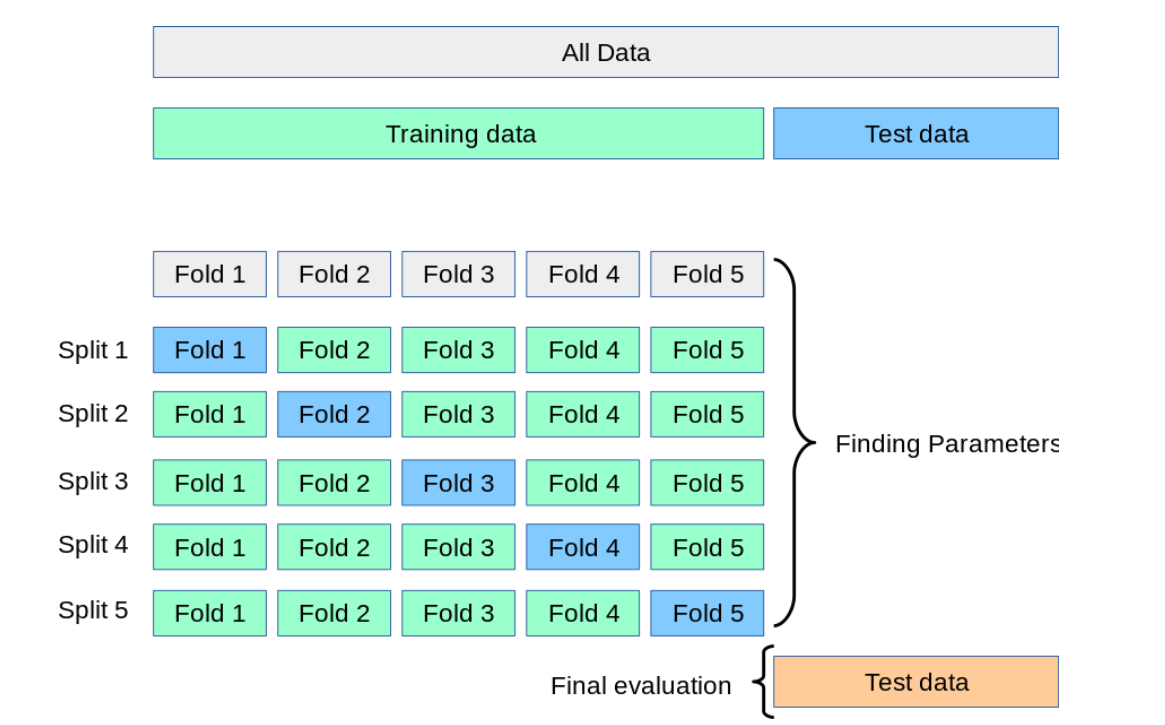 All Data
Training data Test data
Fold 1 Fold 2 Fold 3 Fold 4 Fold 5
Split 1 Fold 1 Fold 2 Fold 3 Fold 4 Fold 5
Split 2 Fold 1 Fold 2 Fold 3 Fold 4 Fold 5
Finding Parameters
Split 3 Fold 1 Fold 2 Fold 3 Fold 4 Fold 5
Split 4 Fold 1 Fold 2 Fold 3 Fold 4 Fold 5
Split 5 Fold 1 Fold 2 Fold 3 Fold 4 Fold 5
Final evaluation Test data